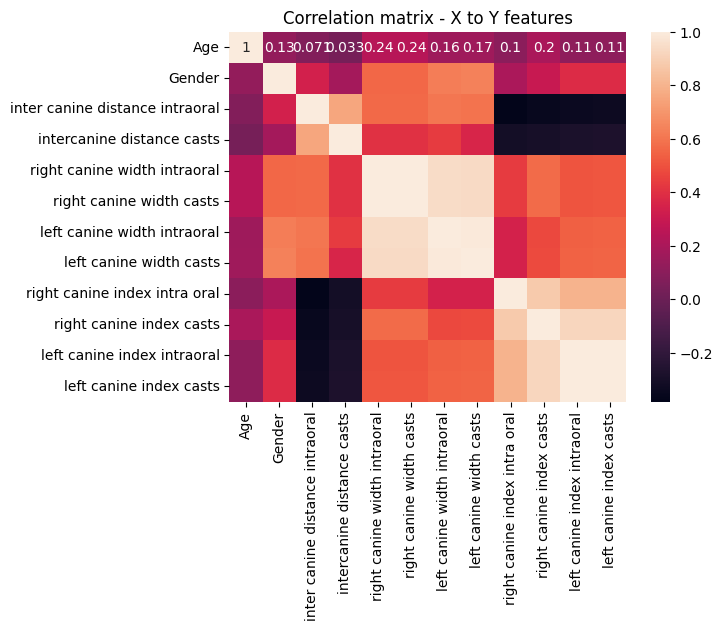 Correlation matrix - X to Y features
Age
Gender
inter canine distance intraoral
intercanine distance casts
right canine width intraoral
right canine width casts
left canine width intraoral
left canine width casts
right canine index intra oral
right canine index casts
left canine index intraoral
left canine index casts
1 0.13 0.071 0.033 0.24 0.24 0.16 0.17 0.1 0.2 0.11 0.11
1.0
0.8
0.6
0.4
0.2
0.0
−0.2
Age
Gender
inter canine distance intraoral
intercanine distance casts
right canine width intraoral
right canine width casts
left canine width intraoral
left canine width casts
right canine index intra oral
right canine index casts
left canine index intraoral
left canine index casts